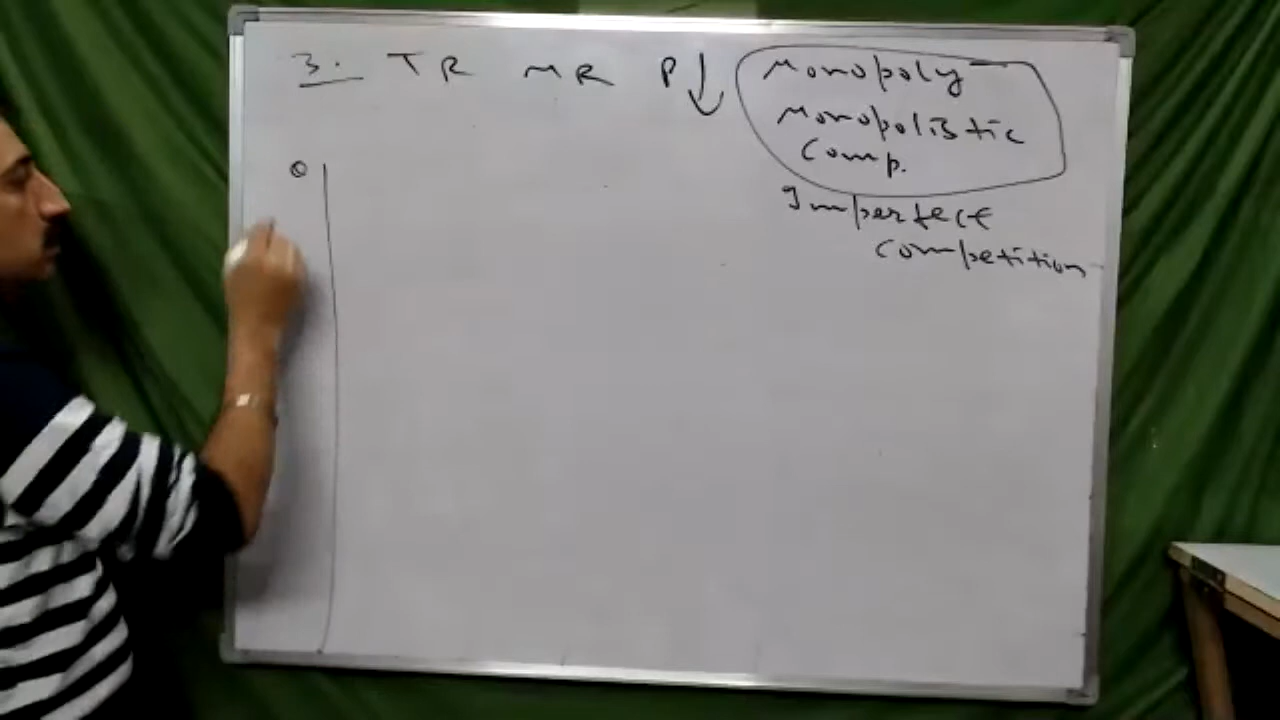 3. TR MR P↓ Monopoly
Monopolistic
Comp.
Imperfect
Competition
Q